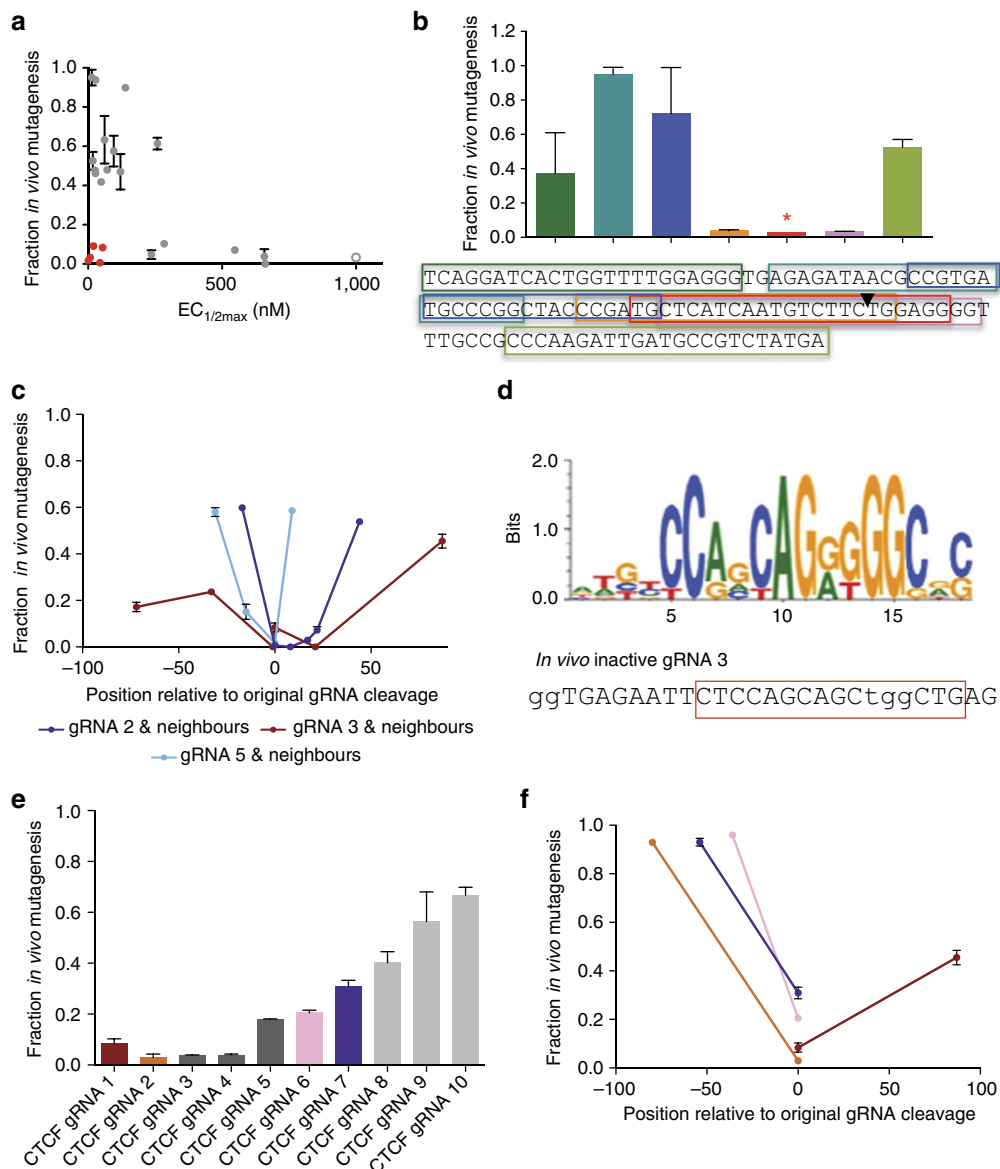 a
Fraction in vivo mutagenesis
1.0
0.8
0.6
0.4
0.2
0.0
0
500
1,000
EC1/2max (nM)
b
Fraction in vivo mutagenesis
1.2
1.0
0.8
0.6
0.4
0.2
0.0
*
TCAGGATCACTGGTTTTGGAGGGTGAGAGATAACGCCGTGA
TGCCCGGCTACCCGATGCTCATCAATGTCTTCTGGAGGGGT
TTGCCGCCCAAGATTGATGCCGTCTATGA
c
Fraction in vivo mutagenesis
1.0
0.8
0.6
0.4
0.2
0.0
−100
−50
0
50
Position relative to original gRNA cleavage
gRNA 2 & neighbours
gRNA 3 & neighbours
gRNA 5 & neighbours
d
Bits
2.0
1.0
0.0
5
10
15
In vivo inactive gRNA 3
ggTGAGAATTCTCCAGCAGCtggCTGAG
e
Fraction in vivo mutagenesis
1.0
0.8
0.6
0.4
0.2
0.0
CTCF gRNA 1
CTCF gRNA 2
CTCF gRNA 3
CTCF gRNA 4
CTCF gRNA 5
CTCF gRNA 6
CTCF gRNA 7
CTCF gRNA 8
CTCF gRNA 9
CTCF gRNA 10
f
Fraction in vivo mutagenesis
1.0
0.8
0.6
0.4
0.2
0.0
−100
−50
0
50
100
Position relative to original gRNA cleavage